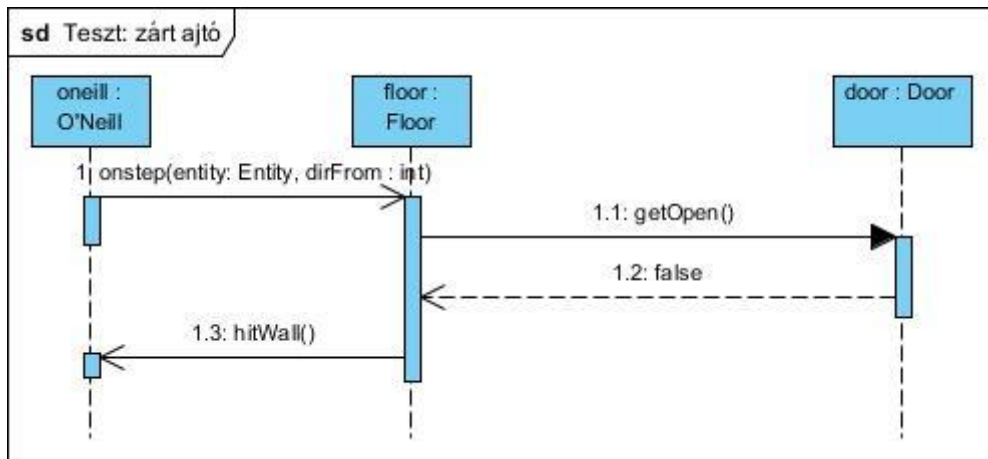 sd Teszt: zárt ajtó
oneill :
O'Neill
floor :
Floor
door : Door
1: onstep(entity: Entity, dirFrom : int)
1.1: getOpen()
1.2: false
1.3: hitWall()